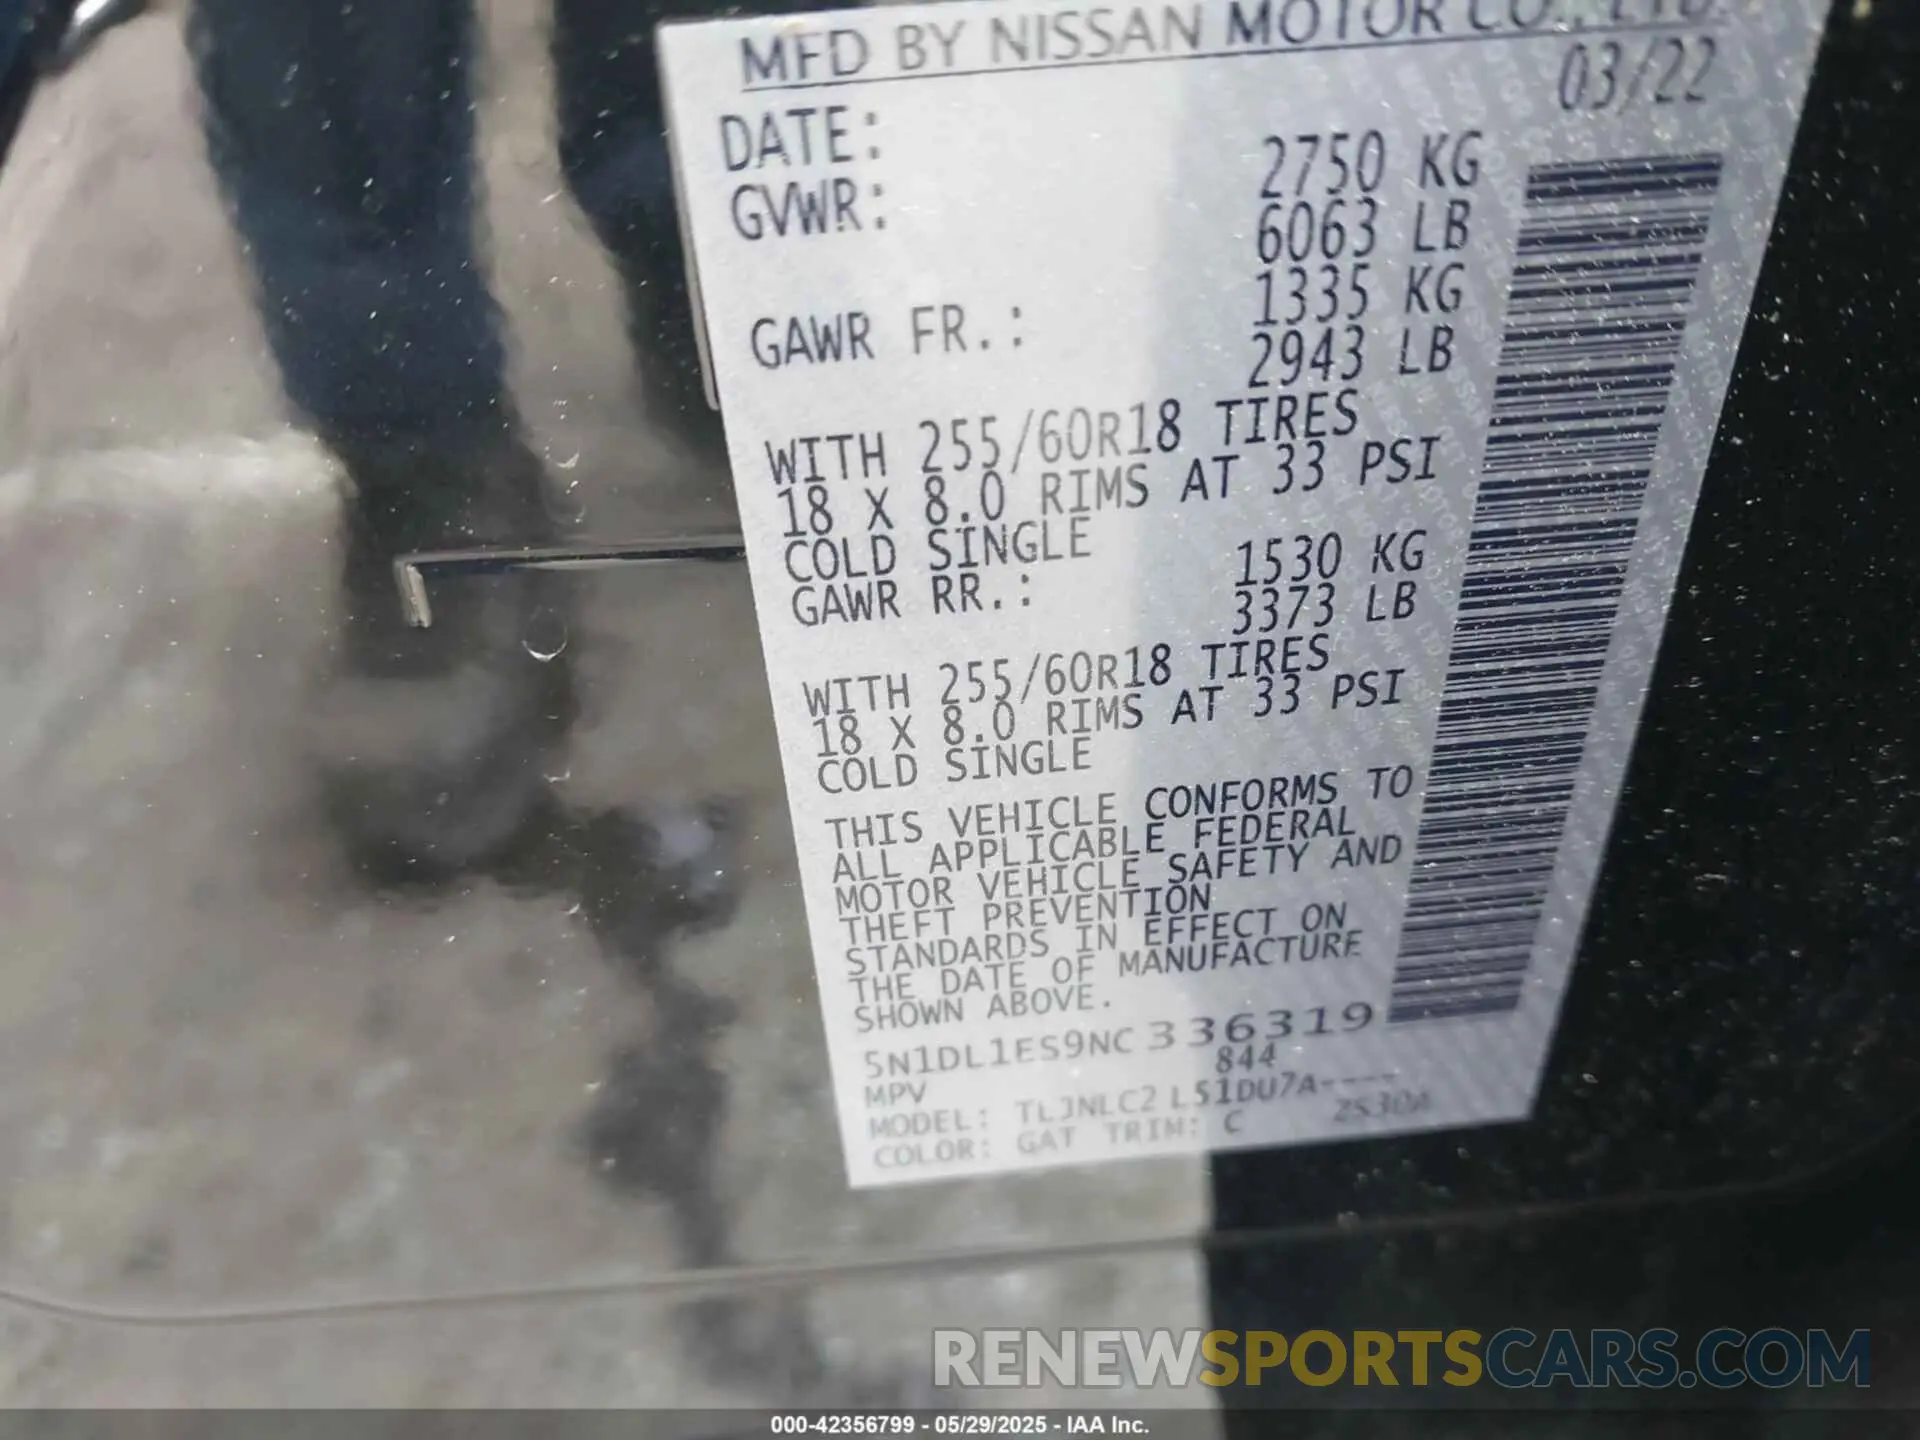 MFD BY NISSAN MOTOR CO., LTD.
DATE: 03/22
GVWR: 2750 KG
6063 LB
GAWR FR.: 1335 KG
2943 LB
WITH 255/60R18 TIRES
18 X 8.0 RIMS AT 33 PSI
COLD SINGLE
GAWR RR.: 1530 KG
3373 LB
WITH 255/60R18 TIRES
18 X 8.0 RIMS AT 33 PSI
COLD SINGLE
THIS VEHICLE CONFORMS TO
ALL APPLICABLE FEDERAL
MOTOR VEHICLE SAFETY AND
THEFT PREVENTION
STANDARDS IN EFFECT ON
THE DATE OF MANUFACTURE
SHOWN ABOVE.
5N1DL1ES9NC336319
MPV 844
MODEL: TLJNLC2 L51DU7A----
COLOR: GAT TRIM: C
RENEWSPORTSCARS.COM
000-42356799 - 05/29/2025 - IAA Inc.